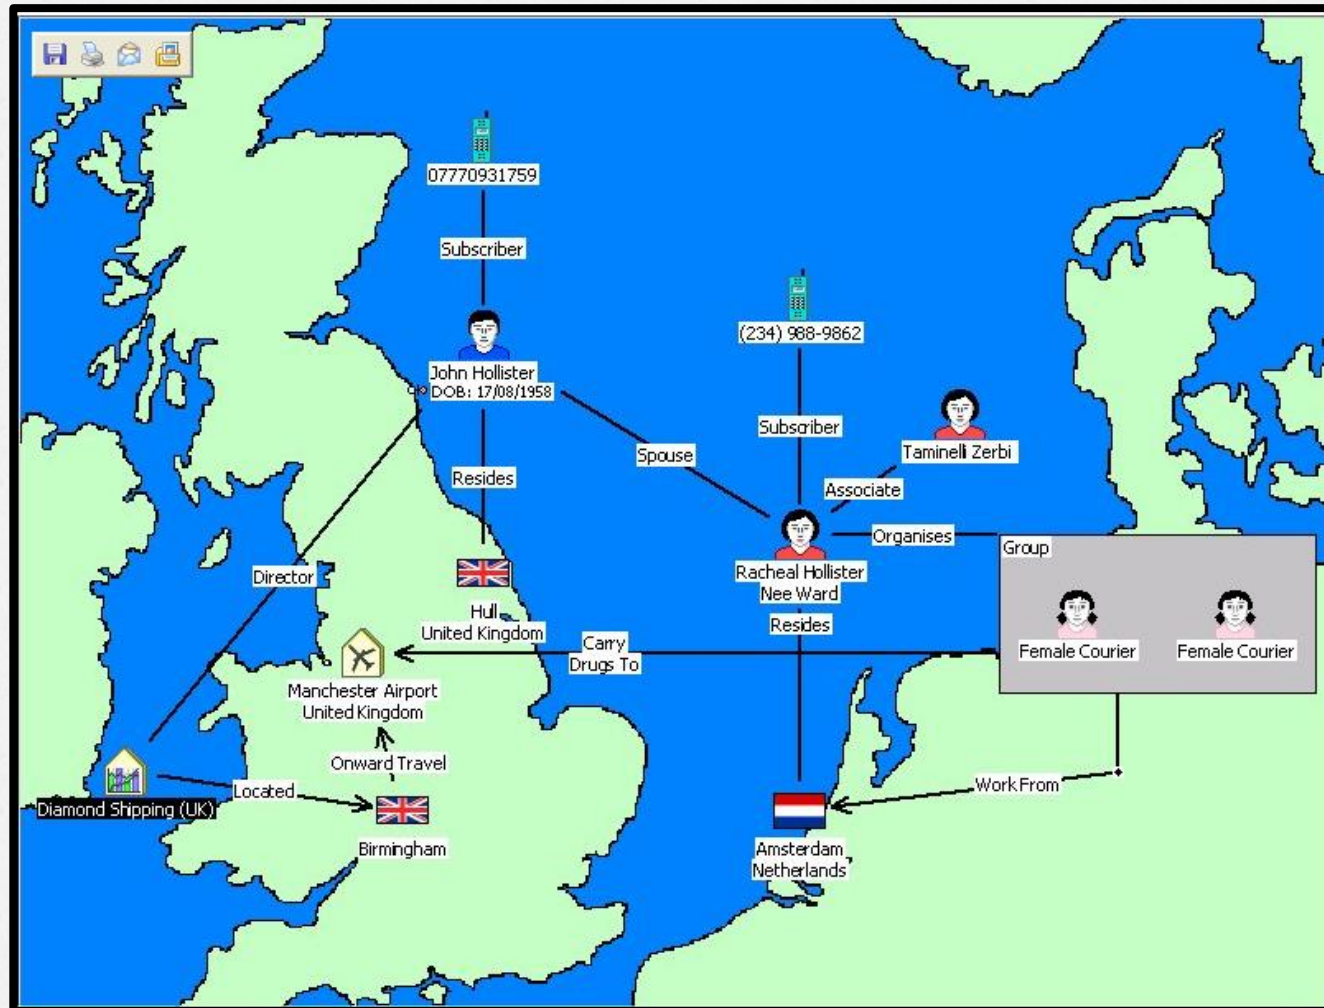 07770931759
Subscriber
John Hollister
DOB: 17/08/1958
(234) 988-9862
Subscriber
Taminelli Zerbi
Spouse
Associate
Resides
Organises
Group
Racheal Hollister
Nee Ward
Director
Hull
United Kingdom
Resides
Carry
Drugs To
Female Courier
Female Courier
Manchester Airport
United Kingdom
Onward Travel
Located
Work From
Diamond Shipping (UK)
Birmingham
Amsterdam
Netherlands